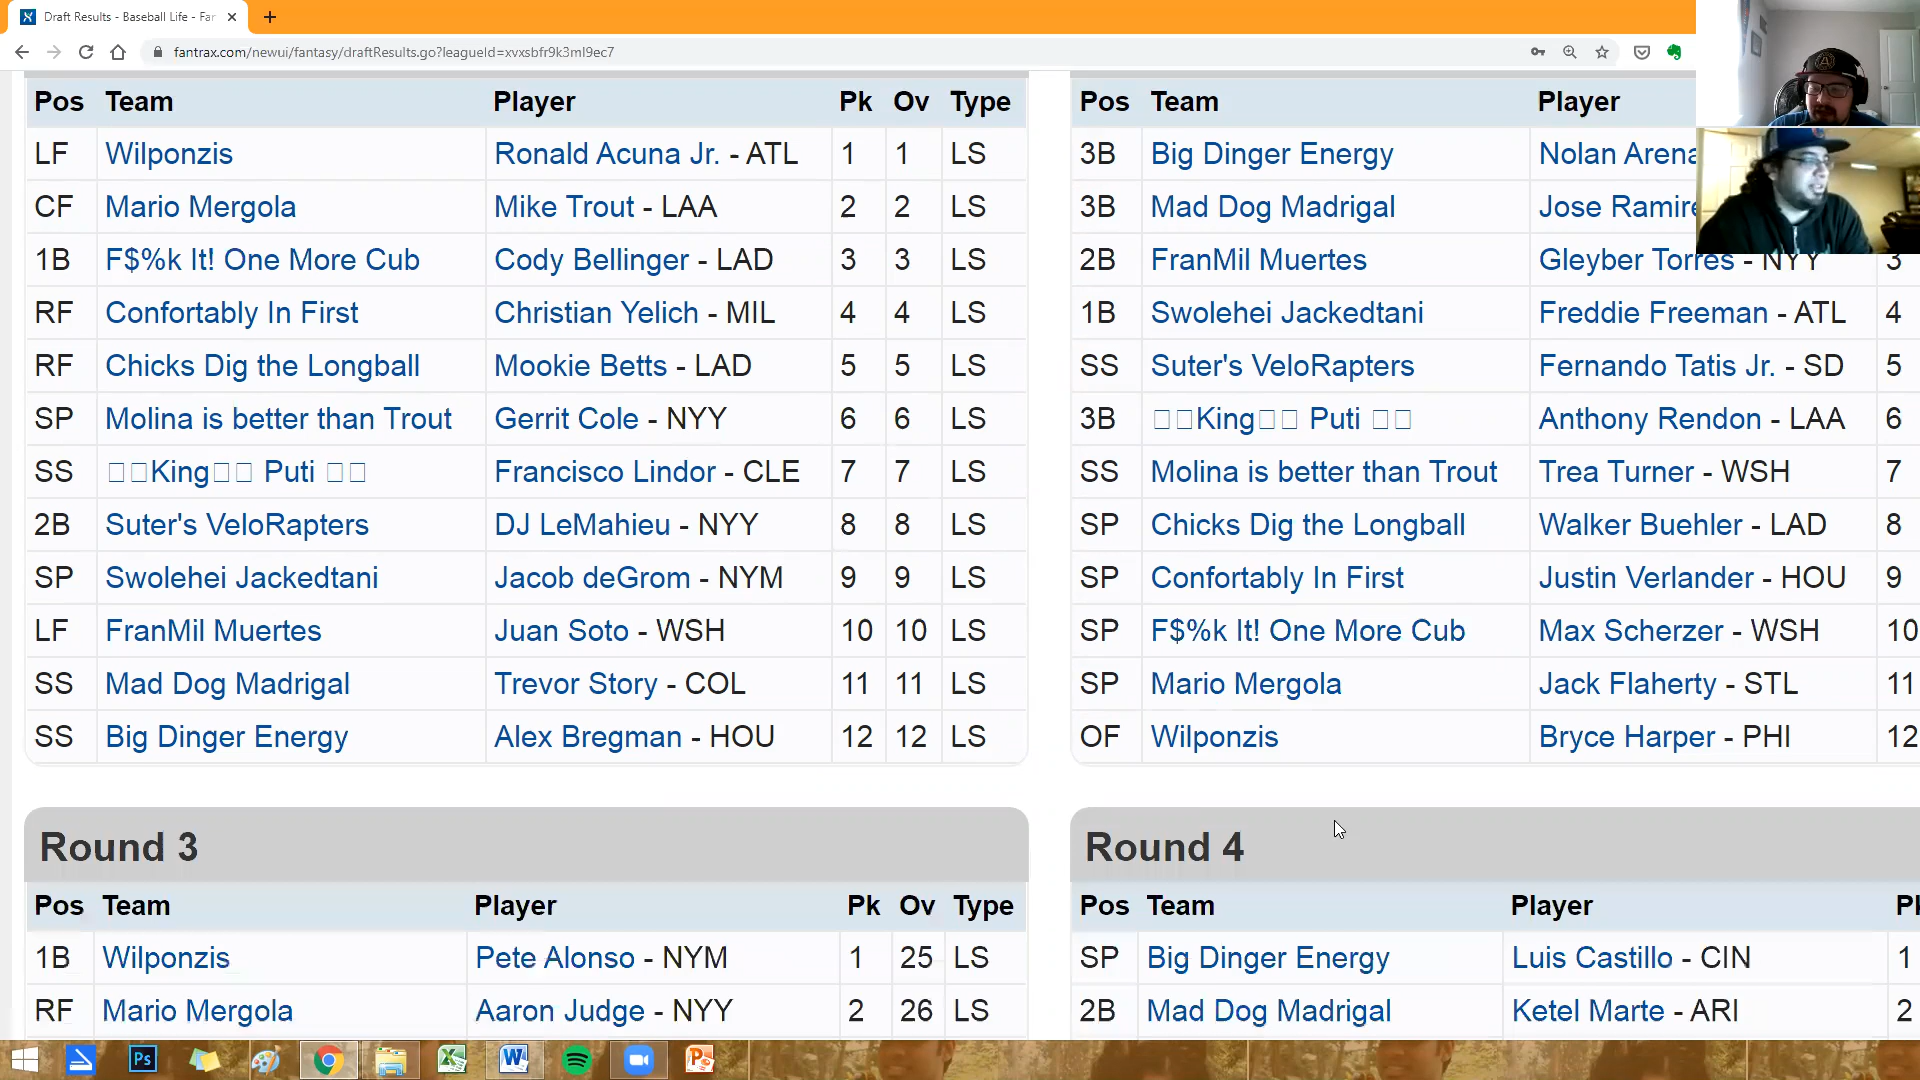 Draft Results - Baseball Life - Far
fantrax.com/newui/fantasy/draftResults.go?leagueId=xvxsbfr9k3ml9ec7
Pos Team Player Pk Ov Type
LF Wilponzis Ronald Acuna Jr. - ATL 1 1 LS
CF Mario Mergola Mike Trout - LAA 2 2 LS
1B F$%k It! One More Cub Cody Bellinger - LAD 3 3 LS
RF Confortably In First Christian Yelich - MIL 4 4 LS
RF Chicks Dig the Longball Mookie Betts - LAD 5 5 LS
SP Molina is better than Trout Gerrit Cole - NYY 6 6 LS
SS □□King□□ Puti □□ Francisco Lindor - CLE 7 7 LS
2B Suter's VeloRapters DJ LeMahieu - NYY 8 8 LS
SP Swolehei Jackedtani Jacob deGrom - NYM 9 9 LS
LF FranMil Muertes Juan Soto - WSH 10 10 LS
SS Mad Dog Madrigal Trevor Story - COL 11 11 LS
SS Big Dinger Energy Alex Bregman - HOU 12 12 LS
Pos Team Player
3B Big Dinger Energy Nolan Arena
3B Mad Dog Madrigal Jose Ramire
2B FranMil Muertes Gleyber Torres - NYY 3
1B Swolehei Jackedtani Freddie Freeman - ATL 4
SS Suter's VeloRapters Fernando Tatis Jr. - SD 5
3B □□King□□ Puti □□ Anthony Rendon - LAA 6
SS Molina is better than Trout Trea Turner - WSH 7
SP Chicks Dig the Longball Walker Buehler - LAD 8
SP Confortably In First Justin Verlander - HOU 9
SP F$%k It! One More Cub Max Scherzer - WSH 10
SP Mario Mergola Jack Flaherty - STL 11
OF Wilponzis Bryce Harper - PHI 12
Round 3
Pos Team Player Pk Ov Type
1B Wilponzis Pete Alonso - NYM 1 25 LS
RF Mario Mergola Aaron Judge - NYY 2 26 LS
Round 4
Pos Team Player Pk
SP Big Dinger Energy Luis Castillo - CIN 1
2B Mad Dog Madrigal Ketel Marte - ARI 2